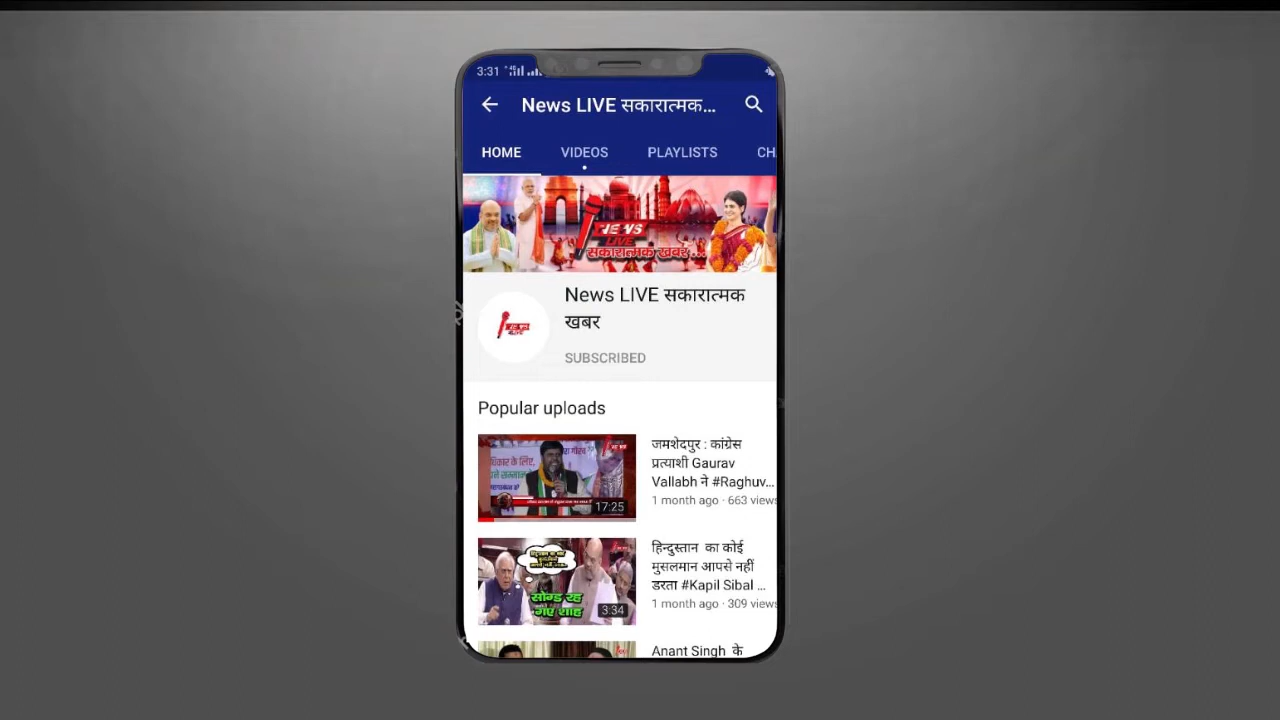 3:31
News LIVE सकारात्मक...
HOME VIDEOS PLAYLISTS CH
NEWS
LIVE
सकारात्मक खबर ...
News LIVE सकारात्मक
खबर
SUBSCRIBED
Popular uploads
17:25
जमशेदपुर : कांग्रेस
प्रत्याशी Gaurav
Vallabh ने #Raghuv...
1 month ago · 663 views
सोग्ड रह
गए शाह
3:34
हिन्दुस्तान का कोई
मुसलमान आपसे नहीं
डरता #Kapil Sibal ...
1 month ago · 309 views
Anant Singh के